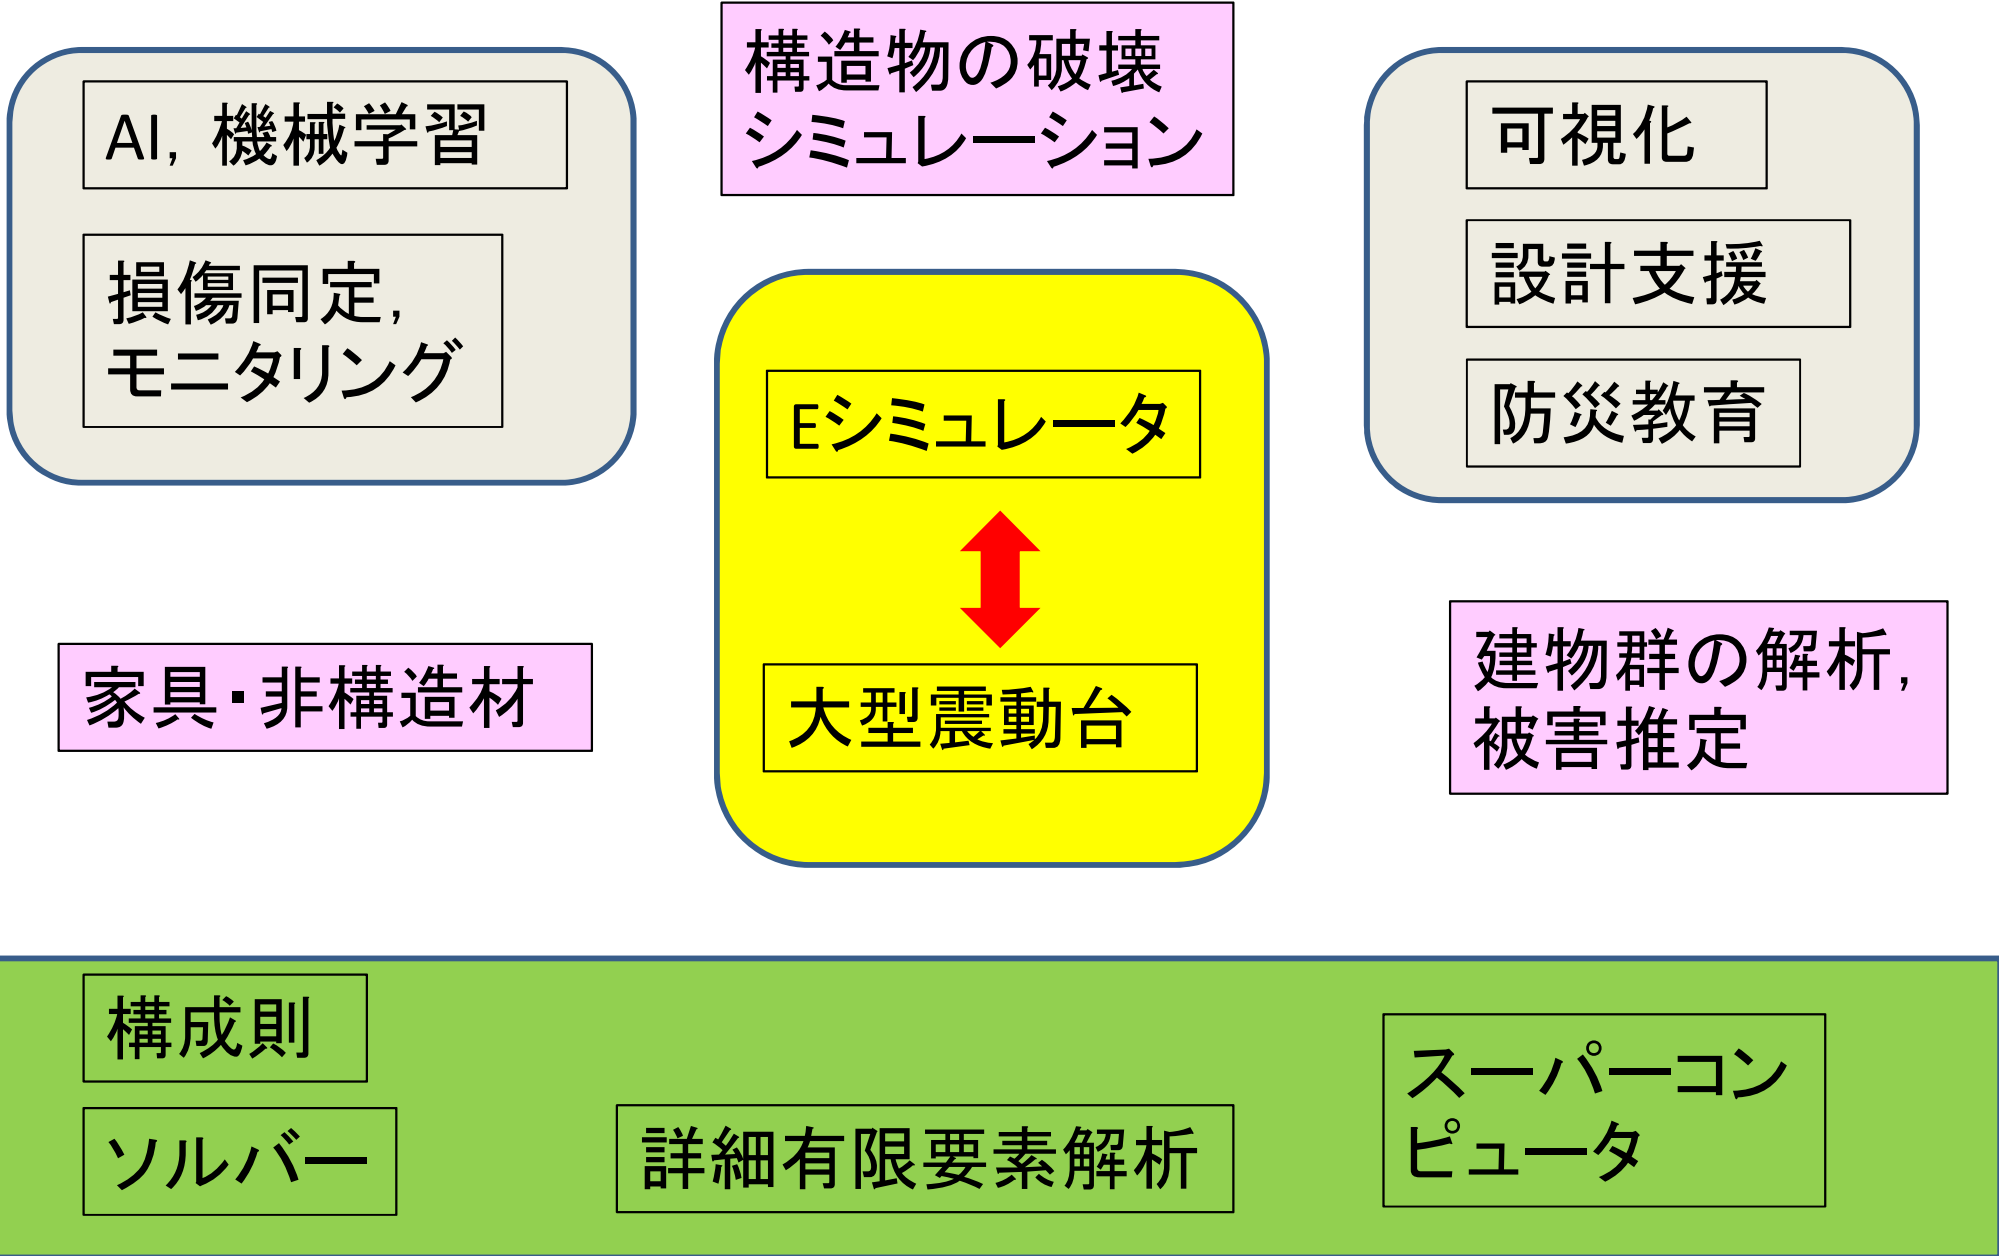 構造物の破壊
シミュレーション
AI, 機械学習
損傷同定,
モニタリング
可視化
設計支援
防災教育
Eシミュレータ
大型震動台
家具・非構造材
建物群の解析,
被害推定
構成則
ソルバー
詳細有限要素解析
スーパーコン
ピュータ